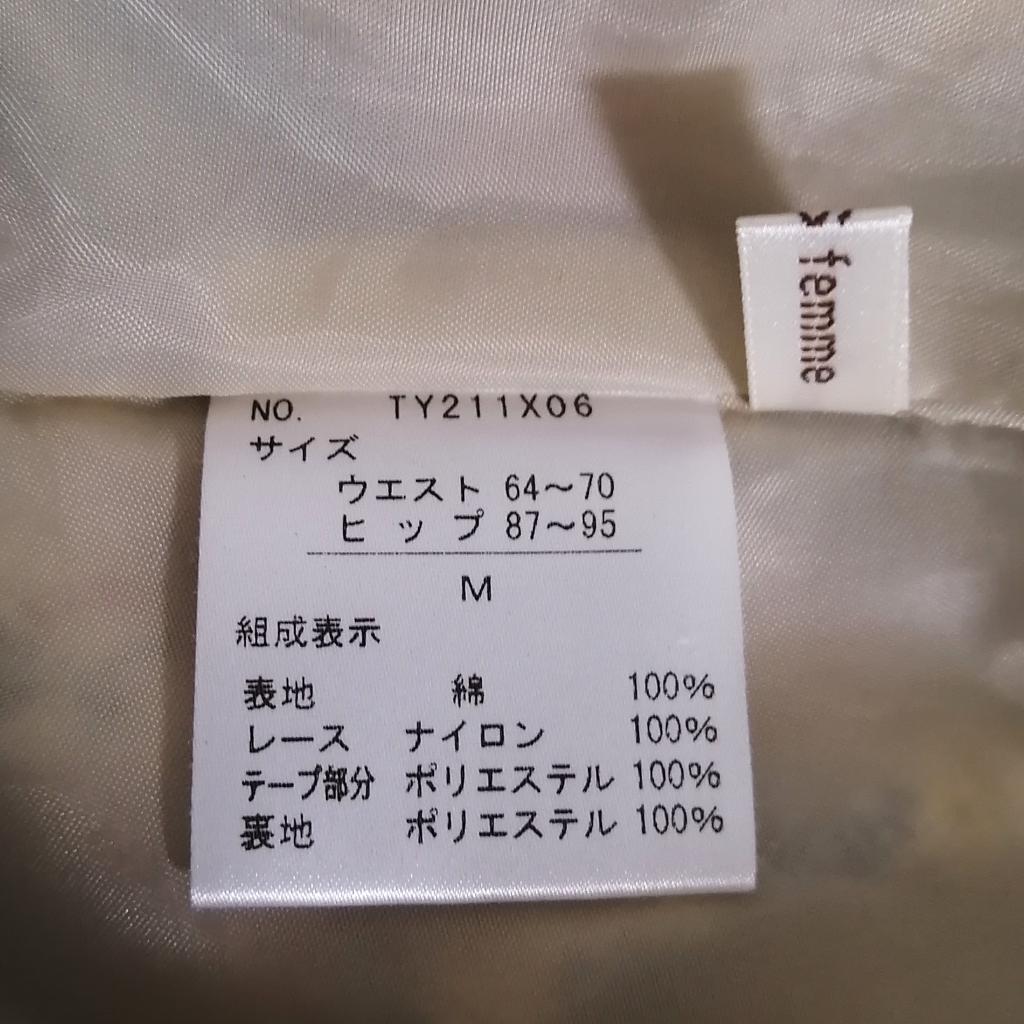 NO. TY211X06
サイズ
ウエスト 64～70
ヒップ 87～95
M
組成表示
表地 綿 100%
レース ナイロン 100%
テープ部分 ポリエステル 100%
裏地 ポリエステル 100%
femme